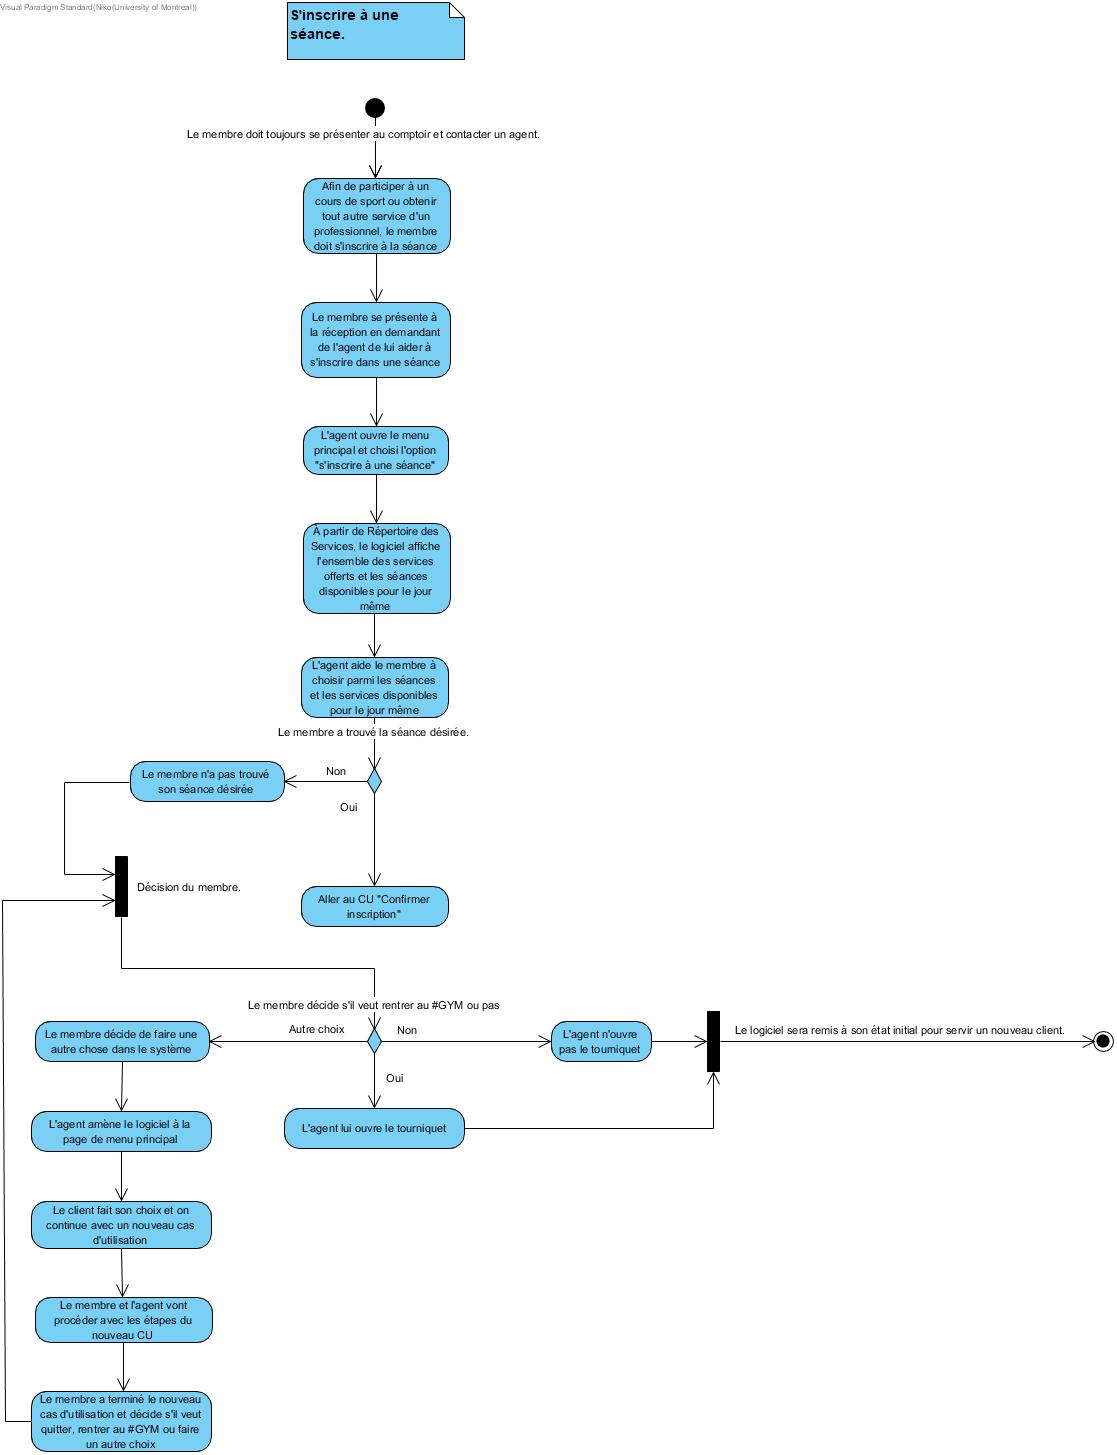 Visual Paradigm Standard(Niko(University of Montreal))
S'inscrire à une
séance.
Le membre doit toujours se présenter au comptoir et contacter un agent.
Afin de participer à un
cours de sport ou obtenir
tout autre service d'un
professionnel, le membre
doit s'inscrire à la séance
Le membre se présente à
la réception en demandant
de l'agent de lui aider à
s'inscrire dans une séance
L'agent ouvre le menu
principal et choisi l'option
"s'inscrire à une séance"
À partir de Répertoire des
Services, le logiciel affiche
l'ensemble des services
offerts et les séances
disponibles pour le jour
même
L'agent aide le membre à
choisir parmi les séances
et les services disponibles
pour le jour même
Le membre a trouvé la séance désirée.
Non
Le membre n'a pas trouvé
son séance désirée
Oui
Décision du membre.
Aller au CU "Confirmer
inscription"
Le membre décide s'il veut rentrer au #GYM ou pas
Autre choix
Non
Le membre décide de faire une
autre chose dans le système
L'agent n'ouvre
pas le tourniquet
Le logiciel sera remis à son état initial pour servir un nouveau client.
Oui
L'agent lui ouvre le tourniquet
L'agent amène le logiciel à la
page de menu principal
Le client fait son choix et on
continue avec un nouveau cas
d'utilisation
Le membre et l'agent vont
procéder avec les étapes du
nouveau CU
Le membre a terminé le nouveau
cas d'utilisation et décide s'il veut
quitter, rentrer au #GYM ou faire
un autre choix